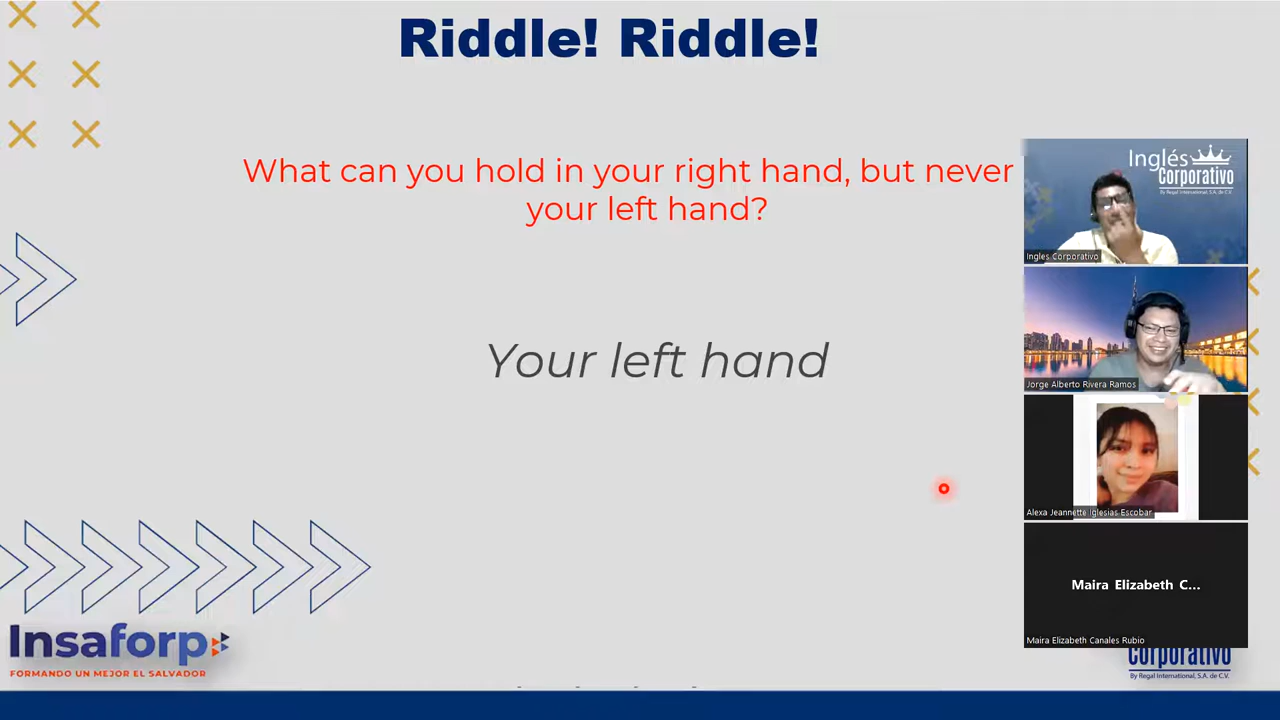 Riddle! Riddle!
What can you hold in your right hand, but never
your left hand?
Your left hand
Inglés
Corporativo
By Regal International, S.A. de C.V.
Ingles Corporativo
Jorge Alberto Rivera Ramos
Alexa Jeannette Iglesias Escobar
Maira Elizabeth C...
Maira Elizabeth Canales Rubio
Insaforp
FORMANDO UN MEJOR EL SALVADOR
Corporativo
By Regal International, S.A. de C.V.